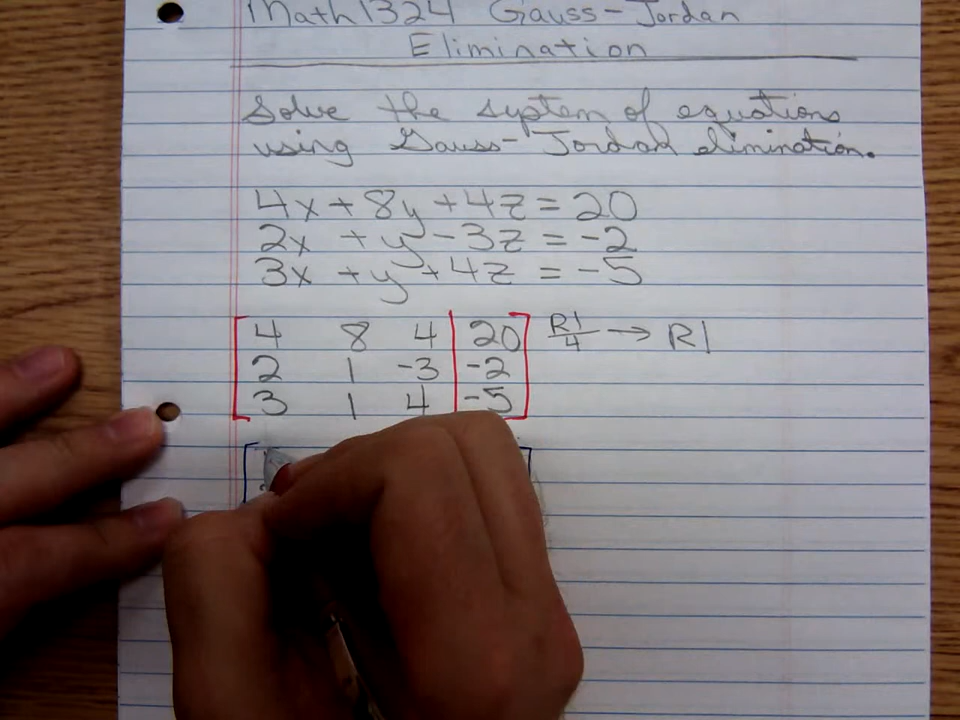 Math 1324 Gauss-Jordan
Elimination
Solve the system of equations
using Gauss-Jordan elimination.
4x + 8y + 4z = 20
2x + y - 3z = -2
3x + y + 4z = -5
4 8 4 20 R1/4 → R1
2 1 -3 -2
3 1 4 -5